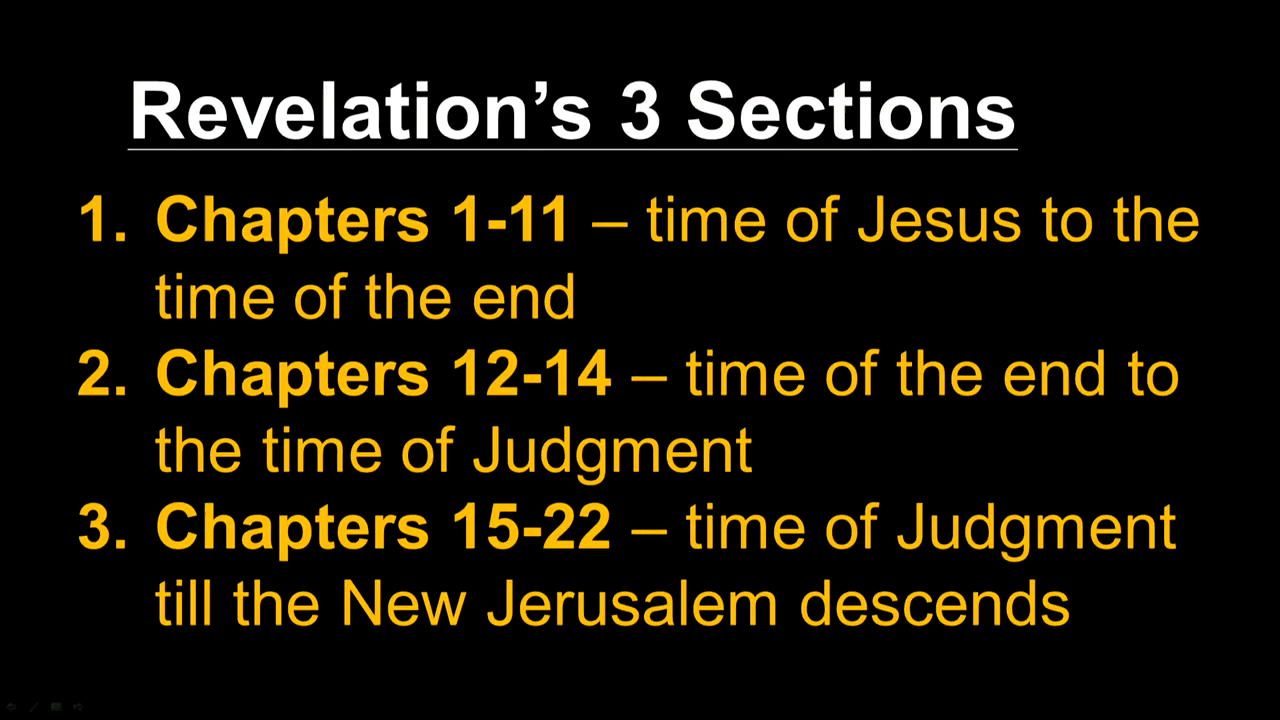 Revelation’s 3 Sections
1. Chapters 1-11 – time of Jesus to the
time of the end
2. Chapters 12-14 – time of the end to
the time of Judgment
3. Chapters 15-22 – time of Judgment
till the New Jerusalem descends